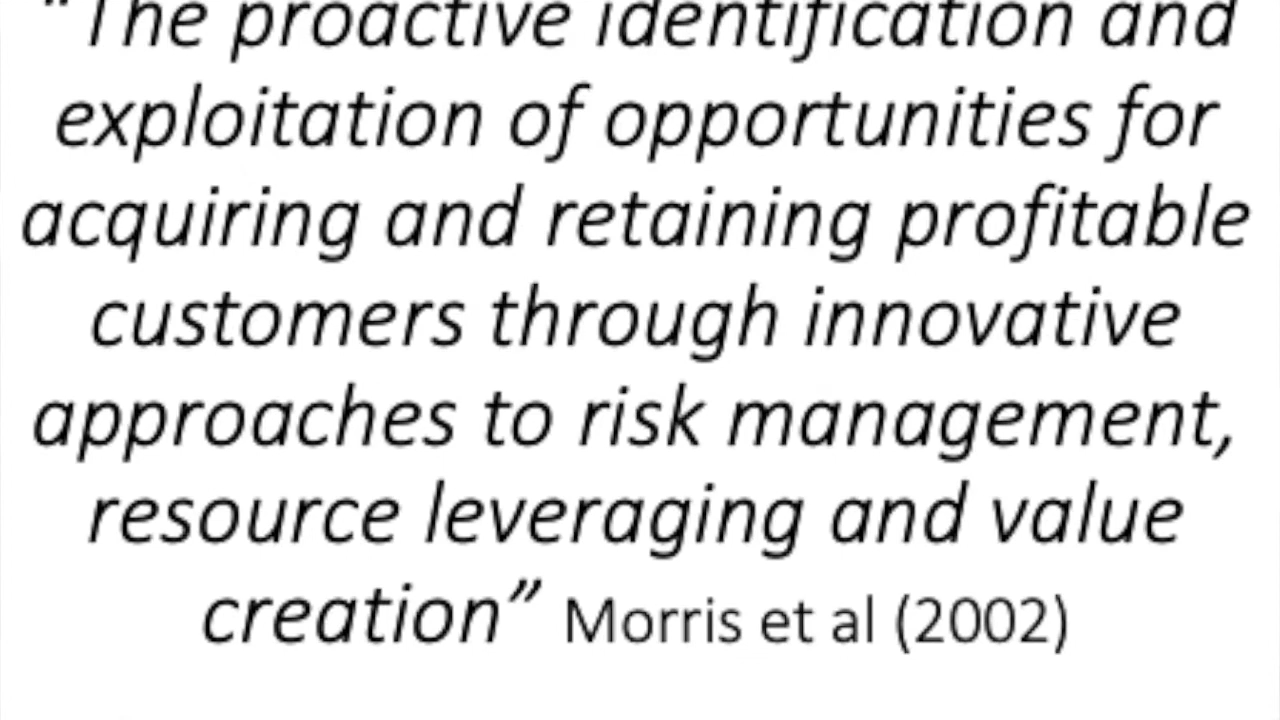 “The proactive identification and
exploitation of opportunities for
acquiring and retaining profitable
customers through innovative
approaches to risk management,
resource leveraging and value
creation” Morris et al (2002)